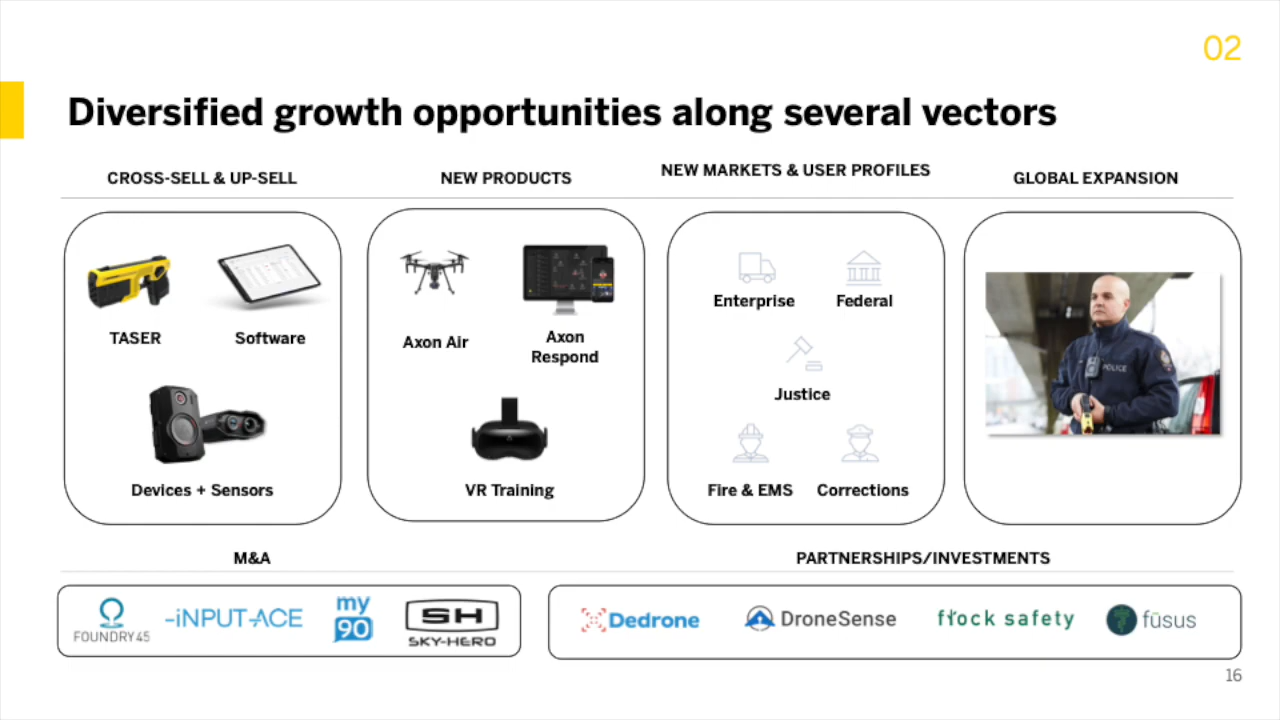 02
Diversified growth opportunities along several vectors
CROSS-SELL & UP-SELL
NEW PRODUCTS
NEW MARKETS & USER PROFILES
GLOBAL EXPANSION
TASER
Software
Devices + Sensors
Axon Air
Axon
Respond
VR Training
Enterprise
Federal
Justice
Fire & EMS
Corrections
POLICE
M&A
PARTNERSHIPS/INVESTMENTS
FOUNDRY45
-iNPUT-ACE
my
90
SH
SKY-HERO
Dedrone
DroneSense
flock safety
fūsus
16